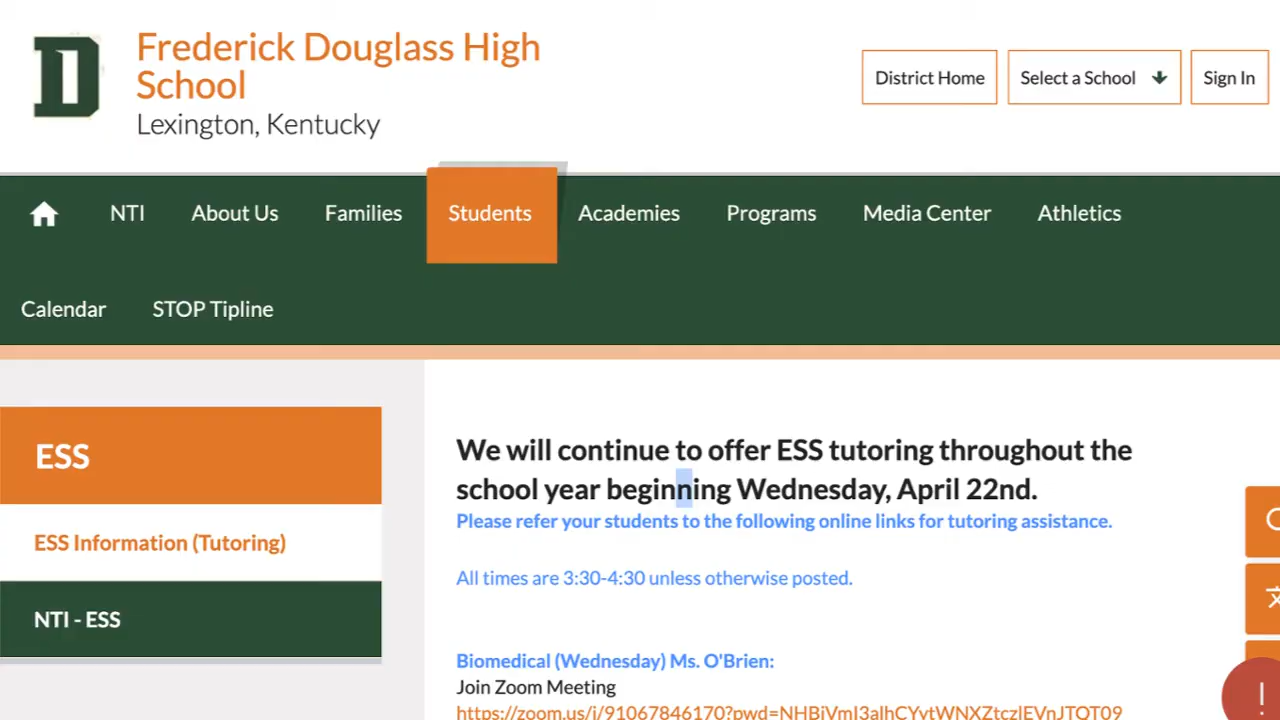 D
Frederick Douglass High
School
Lexington, Kentucky
District Home
Select a School
Sign In
NTI
About Us
Families
Students
Academies
Programs
Media Center
Athletics
Calendar
STOP Tipline
ESS
ESS Information (Tutoring)
NTI - ESS
We will continue to offer ESS tutoring throughout the
school year beginning Wednesday, April 22nd.
Please refer your students to the following online links for tutoring assistance.
All times are 3:30-4:30 unless otherwise posted.
Biomedical (Wednesday) Ms. O'Brien:
Join Zoom Meeting